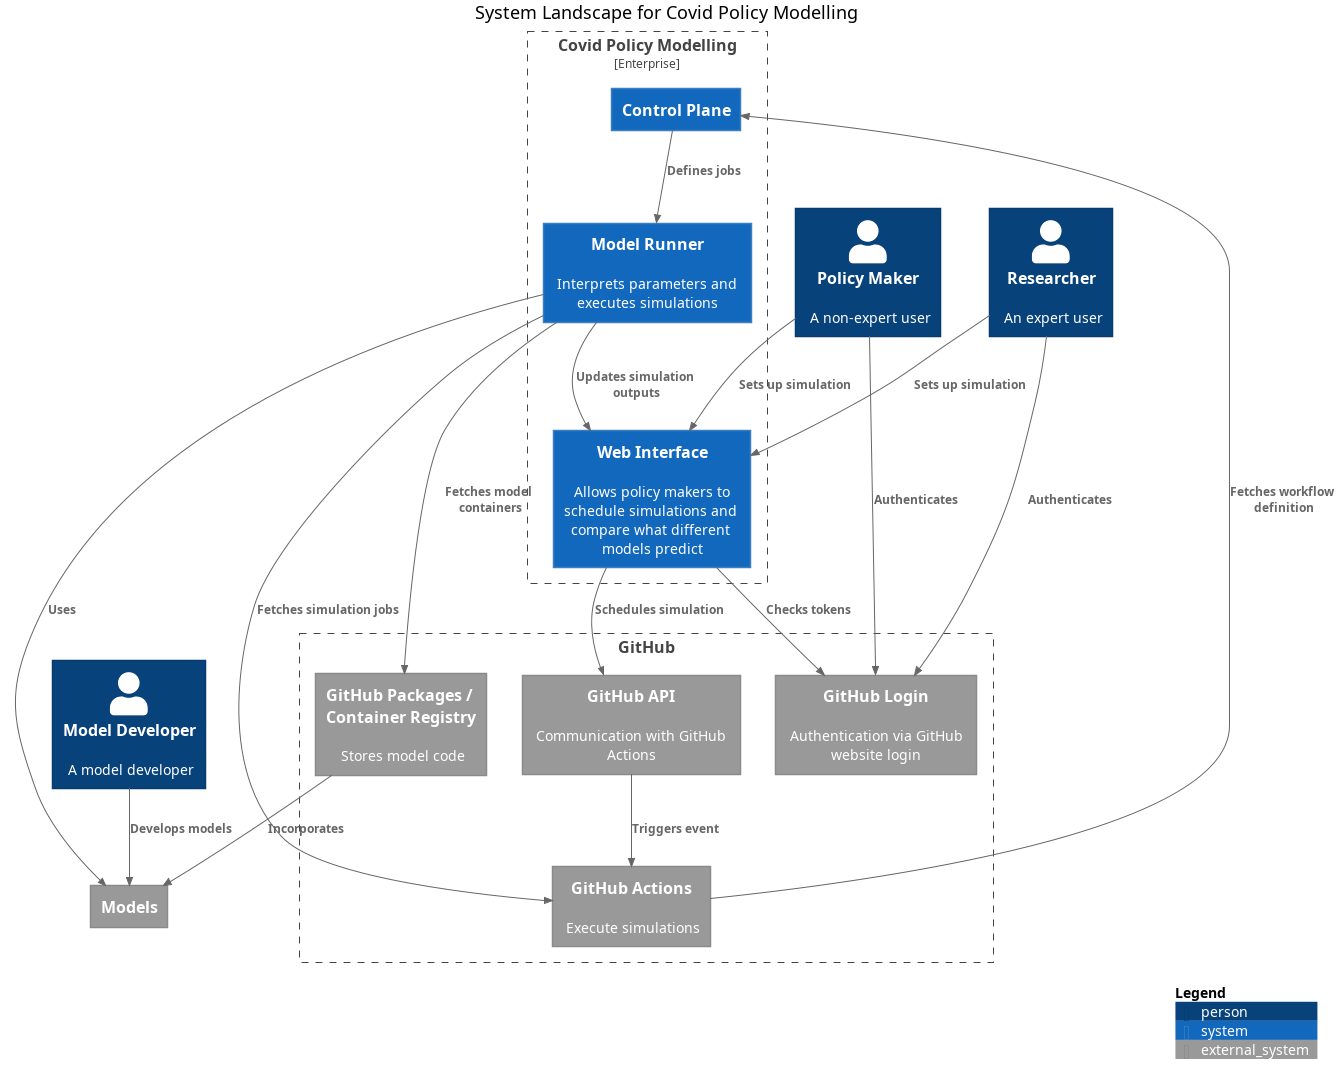 System Landscape for Covid Policy Modelling
Covid Policy Modelling
[Enterprise]
Control Plane
Defines jobs
Model Runner
Interprets parameters and
executes simulations
Policy Maker
A non-expert user
Researcher
An expert user
Updates simulation
outputs
Sets up simulation
Sets up simulation
Web Interface
Allows policy makers to
schedule simulations and
compare what different
models predict
Fetches model
containers
Authenticates
Authenticates
Fetches workflow
definition
Uses
Fetches simulation jobs
Schedules simulation
Checks tokens
GitHub
Model Developer
A model developer
GitHub Packages /
Container Registry
Stores model code
GitHub API
Communication with GitHub
Actions
GitHub Login
Authentication via GitHub
website login
Develops models
Incorporates
Triggers event
Models
GitHub Actions
Execute simulations
Legend
person
system
external_system